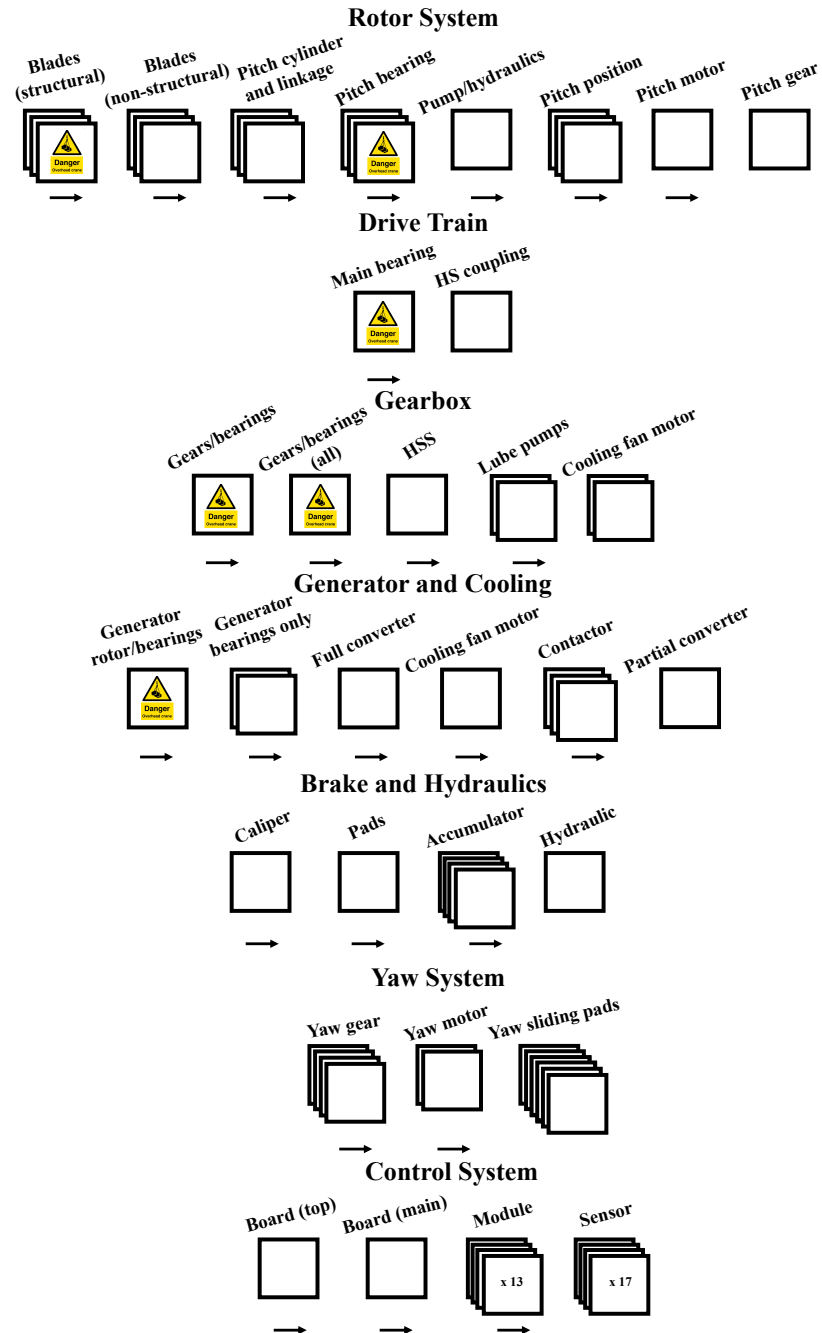 Rotor System
Blades
(structural)
Blades
(non-structural)
Pitch cylinder
and linkage
Pitch bearing
Pump/hydraulics
Pitch position
Pitch motor
Pitch gear
Danger
Overhead crane
Danger
Overhead crane
Drive Train
Main bearing
HS coupling
Danger
Overhead crane
Gearbox
Gears/bearings
Gears/bearings
(all)
HSS
Lube pumps
Cooling fan motor
Danger
Overhead crane
Danger
Overhead crane
Generator and Cooling
Generator
rotor/bearings
Generator
bearings only
Full converter
Cooling fan motor
Contactor
Partial converter
Danger
Overhead crane
Brake and Hydraulics
Caliper
Pads
Accumulator
Hydraulic
Yaw System
Yaw gear
Yaw motor
Yaw sliding pads
Control System
Board (top)
Board (main)
Module
Sensor
x 13
x 17